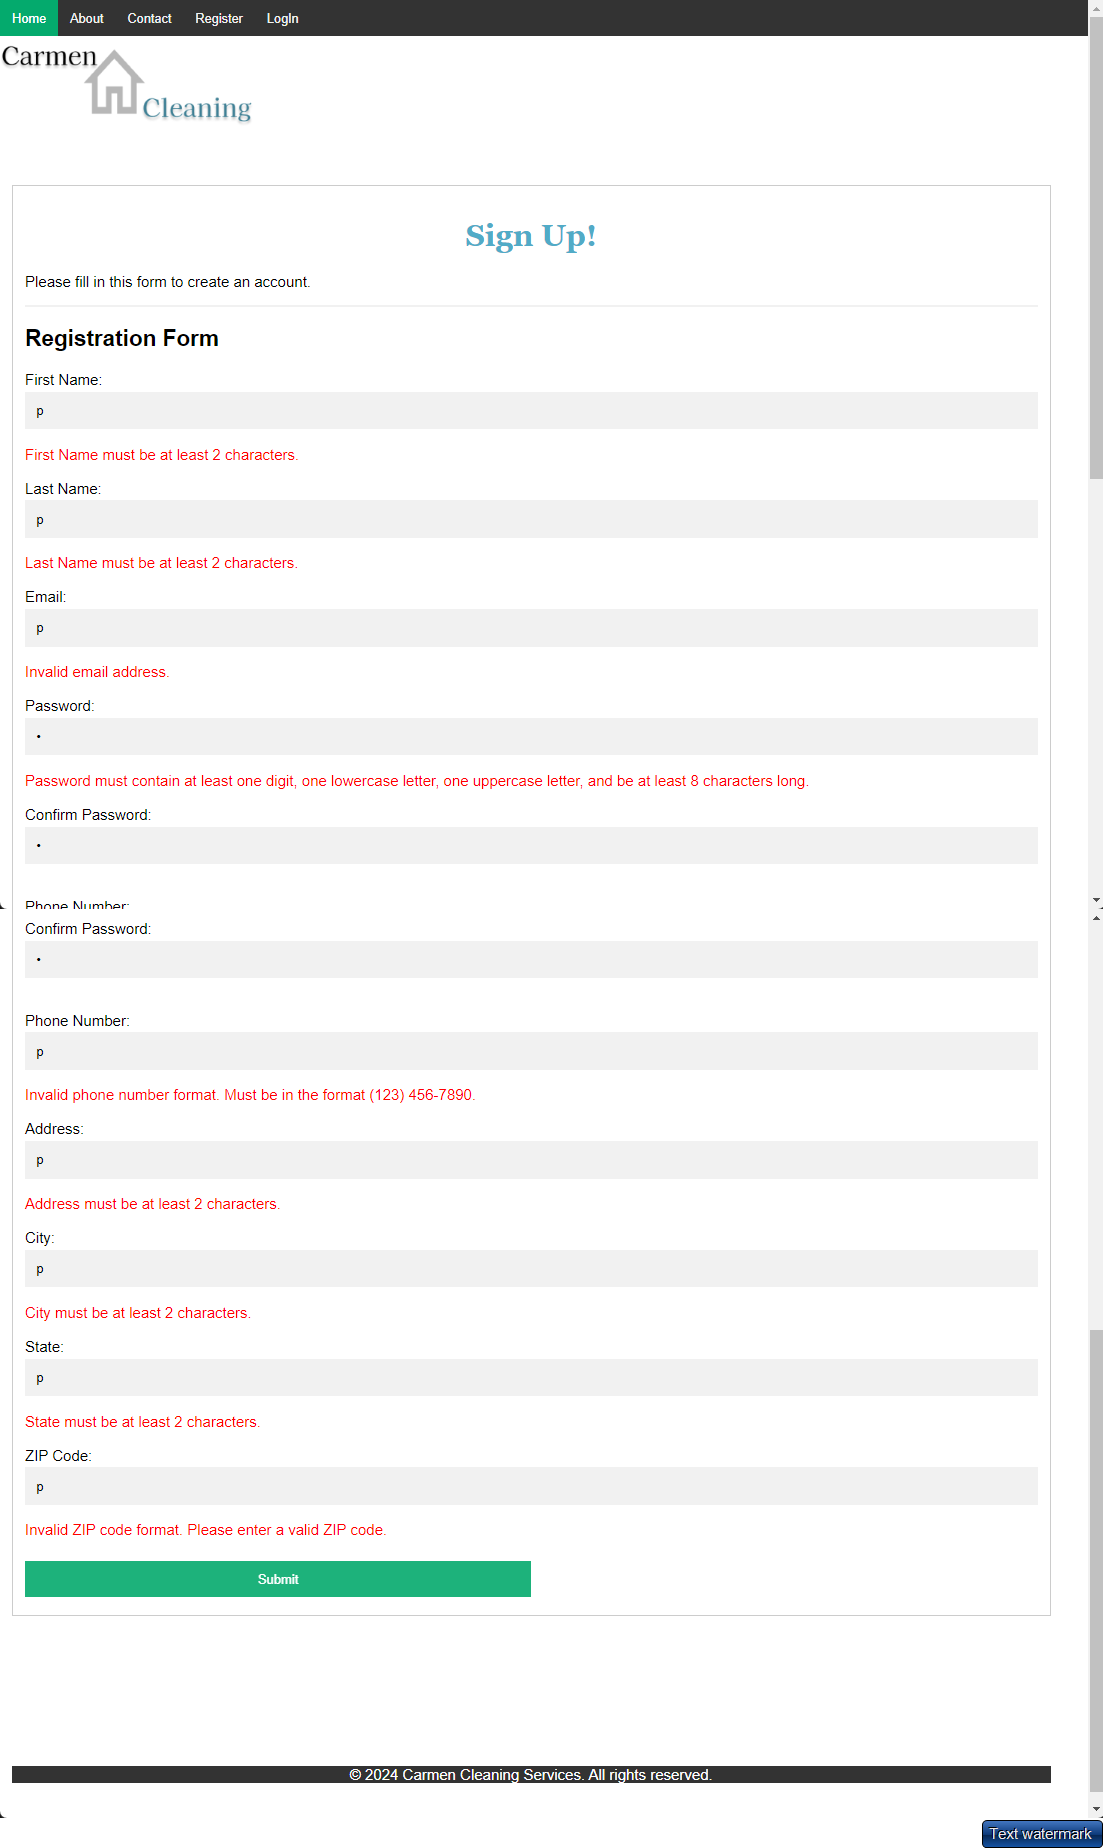 Home About Contact Register LogIn
Carmen
Cleaning
Sign Up!
Please fill in this form to create an account.
Registration Form
First Name:
p
First Name must be at least 2 characters.
Last Name:
p
Last Name must be at least 2 characters.
Email:
p
Invalid email address.
Password:
•
Password must contain at least one digit, one lowercase letter, one uppercase letter, and be at least 8 characters long.
Confirm Password:
•
Phone Number:
Confirm Password:
•
Phone Number:
p
Invalid phone number format. Must be in the format (123) 456-7890.
Address:
p
Address must be at least 2 characters.
City:
p
City must be at least 2 characters.
State:
p
State must be at least 2 characters.
ZIP Code:
p
Invalid ZIP code format. Please enter a valid ZIP code.
Submit
© 2024 Carmen Cleaning Services. All rights reserved.
Text watermark